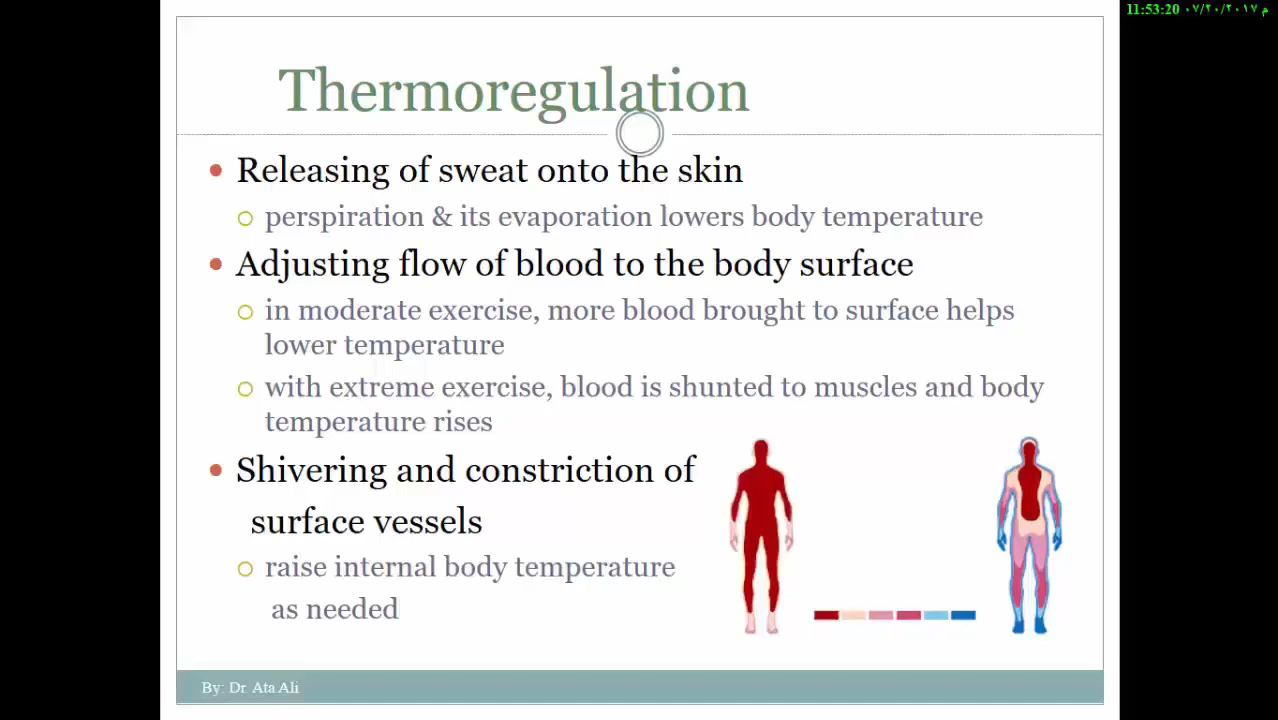 11:53:20 ٠٧/٢٠/٢٠١٧ م
Thermoregulation
Releasing of sweat onto the skin
perspiration & its evaporation lowers body temperature
Adjusting flow of blood to the body surface
in moderate exercise, more blood brought to surface helps
lower temperature
with extreme exercise, blood is shunted to muscles and body
temperature rises
Shivering and constriction of
surface vessels
raise internal body temperature
as needed
By: Dr. Ata Ali